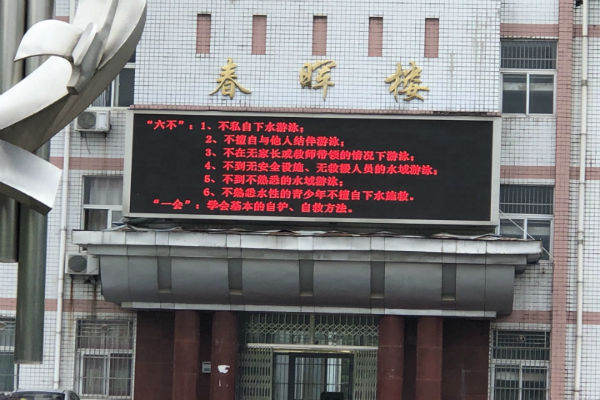 春晖楼
“六不”：1、不私自下水游泳；
2、不擅自与他人结伴游泳；
3、不在无家长或教师带领的情况下游泳；
4、不到无安全设施、无救援人员的水域游泳；
5、不到不熟悉的水域游泳；
6、不熟悉水性的青少年不擅自下水施救。
“一会”：学会基本的自护、自救方法。